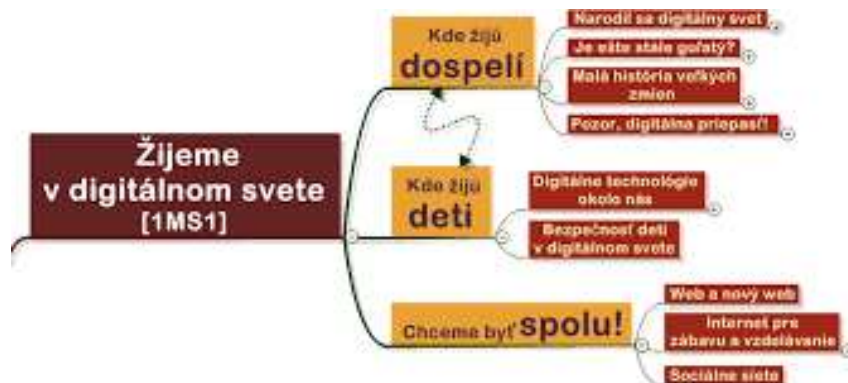 Žijeme
v digitálnom svete
[1MS1]
Kde žijú
dospelí
Narodil sa digitálny svet
Je ešte stále guľatý?
Malá história veľkých
zmien
Pozor, digitálna priepasť!
Kde žijú
deti
Digitálne technológie
okolo nás
Bezpečnosť detí
v digitálnom svete
Chceme byť spolu!
Web a nový web
Internet pre
zábavu a vzdelávanie
Sociálne siete